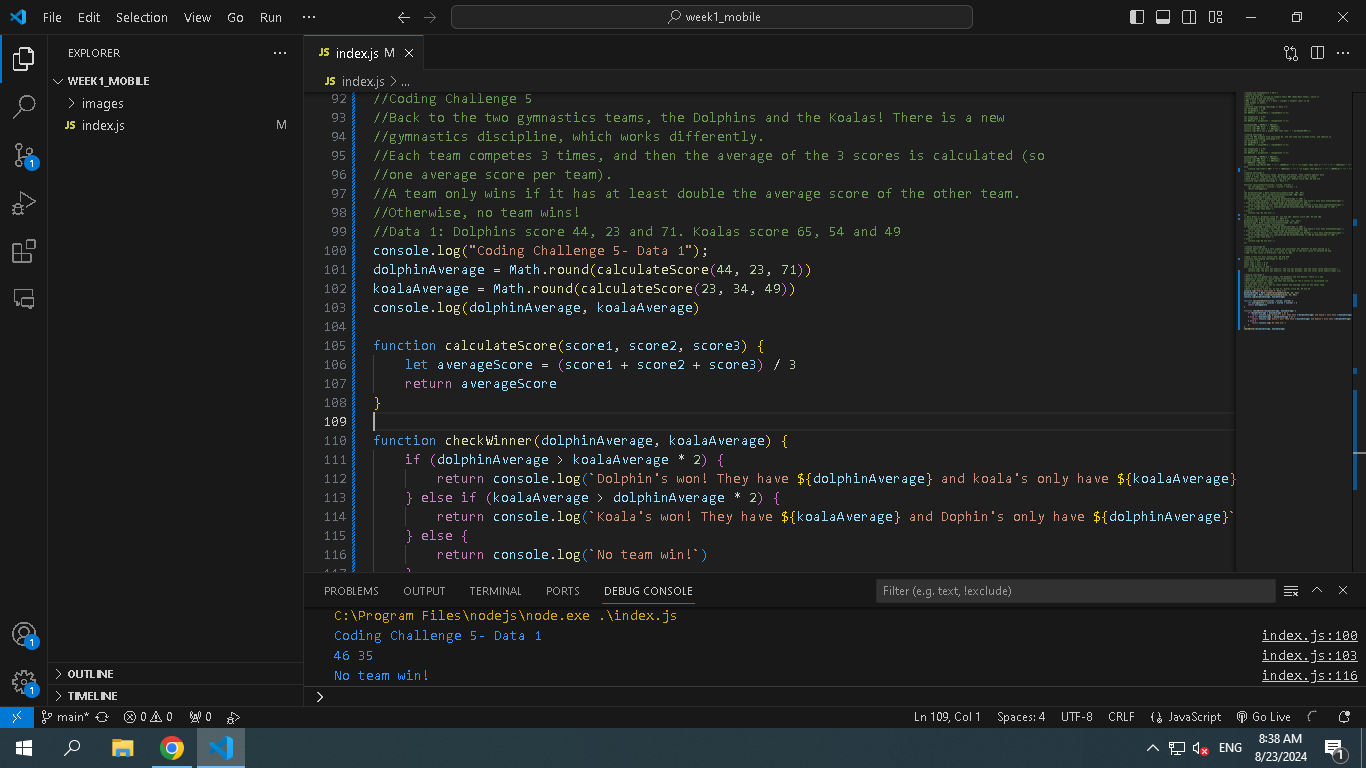 File Edit Selection View Go Run ··· week1_mobile
EXPLORER
WEEK1_MOBILE
images
JS index.js M
JS index.js M
JS index.js > ...
92 //Coding Challenge 5
93 //Back to the two gymnastics teams, the Dolphins and the Koalas! There is a new
94 //gymnastics discipline, which works differently.
95 //Each team competes 3 times, and then the average of the 3 scores is calculated (so
96 //one average score per team).
97 //A team only wins if it has at least double the average score of the other team.
98 //Otherwise, no team wins!
99 //Data 1: Dolphins score 44, 23 and 71. Koalas score 65, 54 and 49
100 console.log("Coding Challenge 5- Data 1");
101 dolphinAverage = Math.round(calculateScore(44, 23, 71))
102 koalaAverage = Math.round(calculateScore(23, 34, 49))
103 console.log(dolphinAverage, koalaAverage)
104
105 function calculateScore(score1, score2, score3) {
106 let averageScore = (score1 + score2 + score3) / 3
107 return averageScore
108 }
109
110 function checkWinner(dolphinAverage, koalaAverage) {
111 if (dolphinAverage > koalaAverage * 2) {
112 return console.log(`Dolphin's won! They have ${dolphinAverage} and koala's only have ${koalaAverage}
113 } else if (koalaAverage > dolphinAverage * 2) {
114 return console.log(`Koala's won! They have ${koalaAverage} and Dophin's only have ${dolphinAverage}`
115 } else {
116 return console.log(`No team win!`)
117 }
PROBLEMS OUTPUT TERMINAL PORTS DEBUG CONSOLE Filter (e.g. text, !exclude)
C:\Program Files\nodejs\node.exe .\index.js
Coding Challenge 5- Data 1 index.js:100
46 35 index.js:103
No team win! index.js:116
OUTLINE
TIMELINE
main* 0 0 0 Ln 109, Col 1 Spaces: 4 UTF-8 CRLF JavaScript Go Live
ENG 8:38 AM
8/23/2024 1